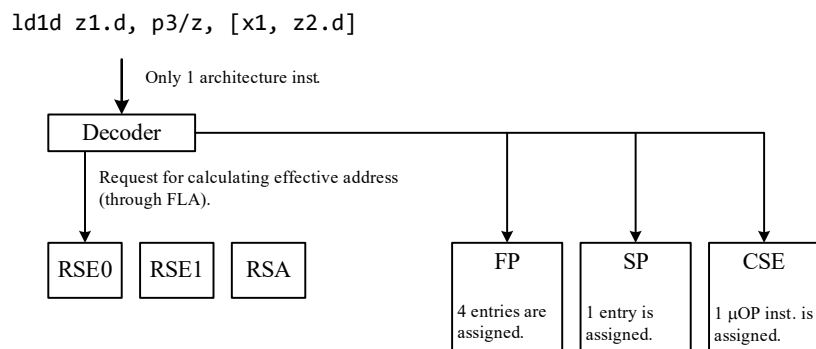 ld1d z1.d, p3/z, [x1, z2.d]
Only 1 architecture inst.
Decoder
Request for calculating effective address
(through FLA).
RSE0
RSE1
RSA
FP
4 entries are
assigned.
SP
1 entry is
assigned.
CSE
1 μOP inst. is
assigned.